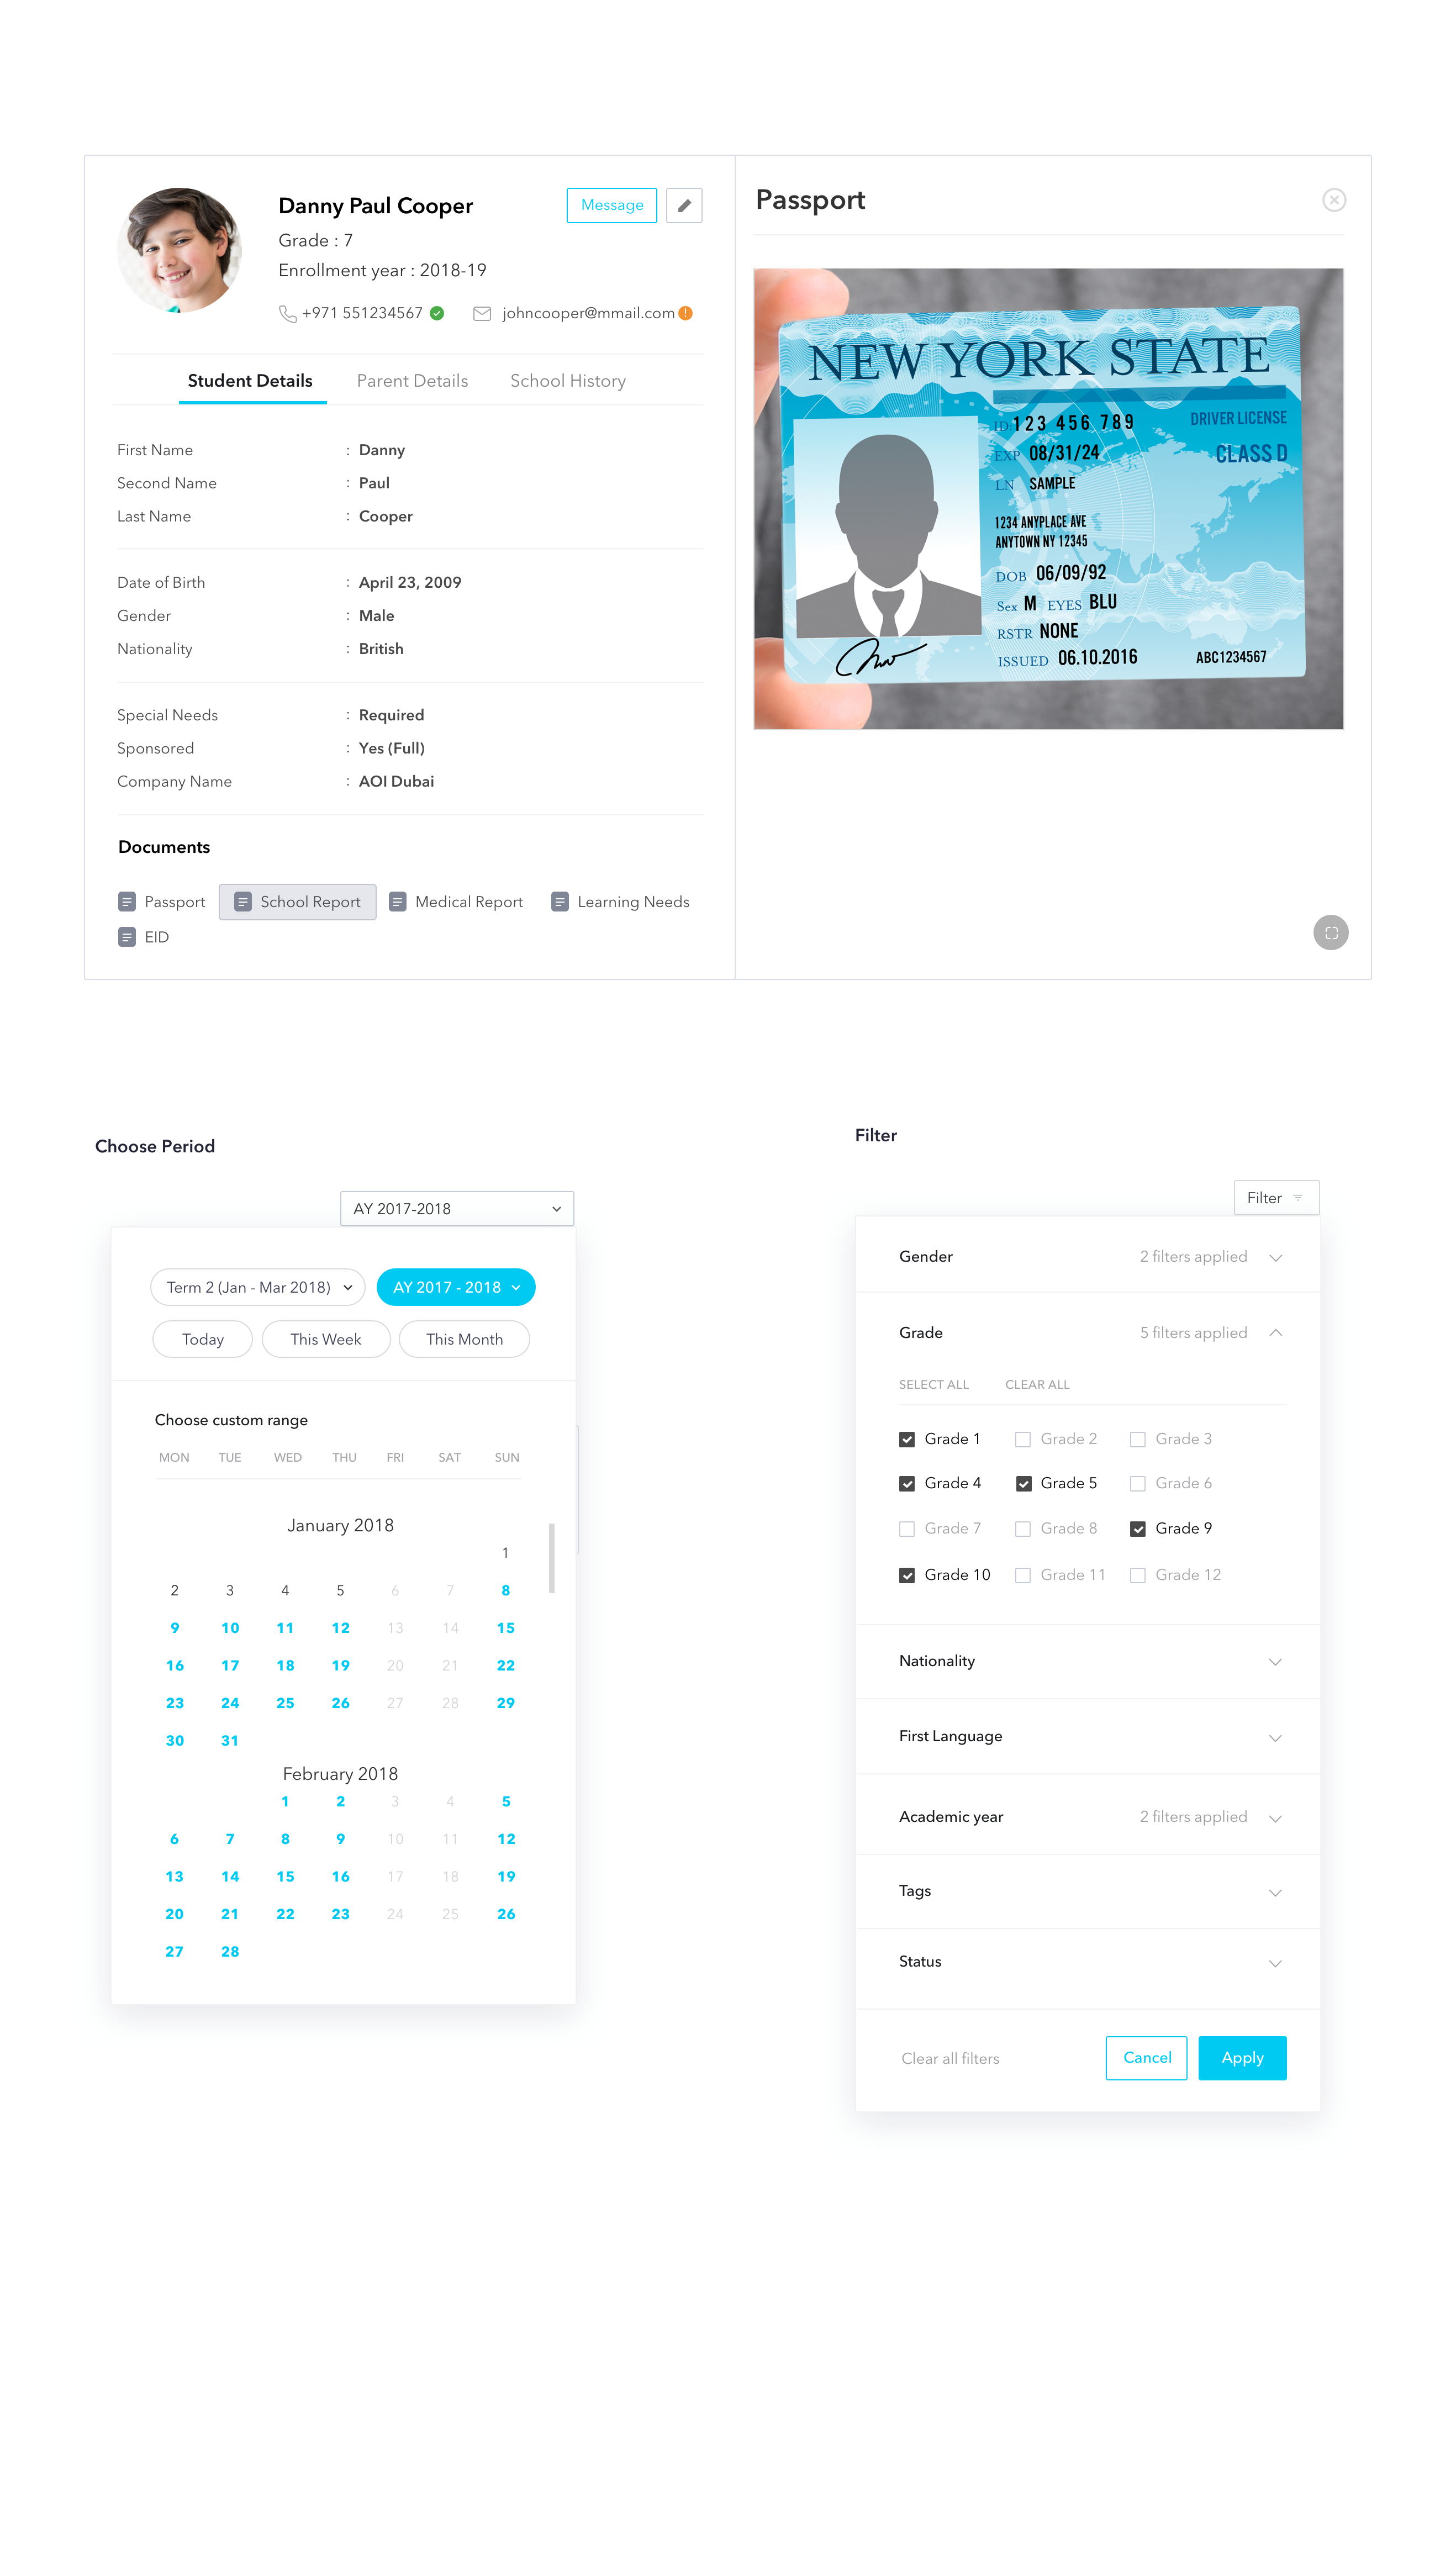 Danny Paul Cooper
Message
Grade : 7
Enrollment year : 2018-19
+971 551234567
johncooper@mmail.com
Student Details
Parent Details
School History
First Name : Danny
Second Name : Paul
Last Name : Cooper
Date of Birth : April 23, 2009
Gender : Male
Nationality : British
Special Needs : Required
Sponsored : Yes (Full)
Company Name : AOI Dubai
Documents
Passport
School Report
Medical Report
Learning Needs
EID
Passport
NEW YORK STATE
ID: 123 456 789
DRIVER LICENSE
EXP 08/31/24
CLASS D
LN SAMPLE
1234 ANYPLACE AVE
ANYTOWN NY 12345
DOB 06/09/92
Sex M EYES BLU
RSTR NONE
ISSUED 06.10.2016
ABC1234567
Choose Period
AY 2017-2018
Term 2 (Jan - Mar 2018)
AY 2017 - 2018
Today
This Week
This Month
Choose custom range
MON TUE WED THU FRI SAT SUN
January 2018
1
2 3 4 5 6 7 8
9 10 11 12 13 14 15
16 17 18 19 20 21 22
23 24 25 26 27 28 29
30 31
February 2018
1 2 3 4 5
6 7 8 9 10 11 12
13 14 15 16 17 18 19
20 21 22 23 24 25 26
27 28
Filter
Filter
Gender 2 filters applied
Grade 5 filters applied
SELECT ALL CLEAR ALL
Grade 1 Grade 2 Grade 3
Grade 4 Grade 5 Grade 6
Grade 7 Grade 8 Grade 9
Grade 10 Grade 11 Grade 12
Nationality
First Language
Academic year 2 filters applied
Tags
Status
Clear all filters
Cancel
Apply